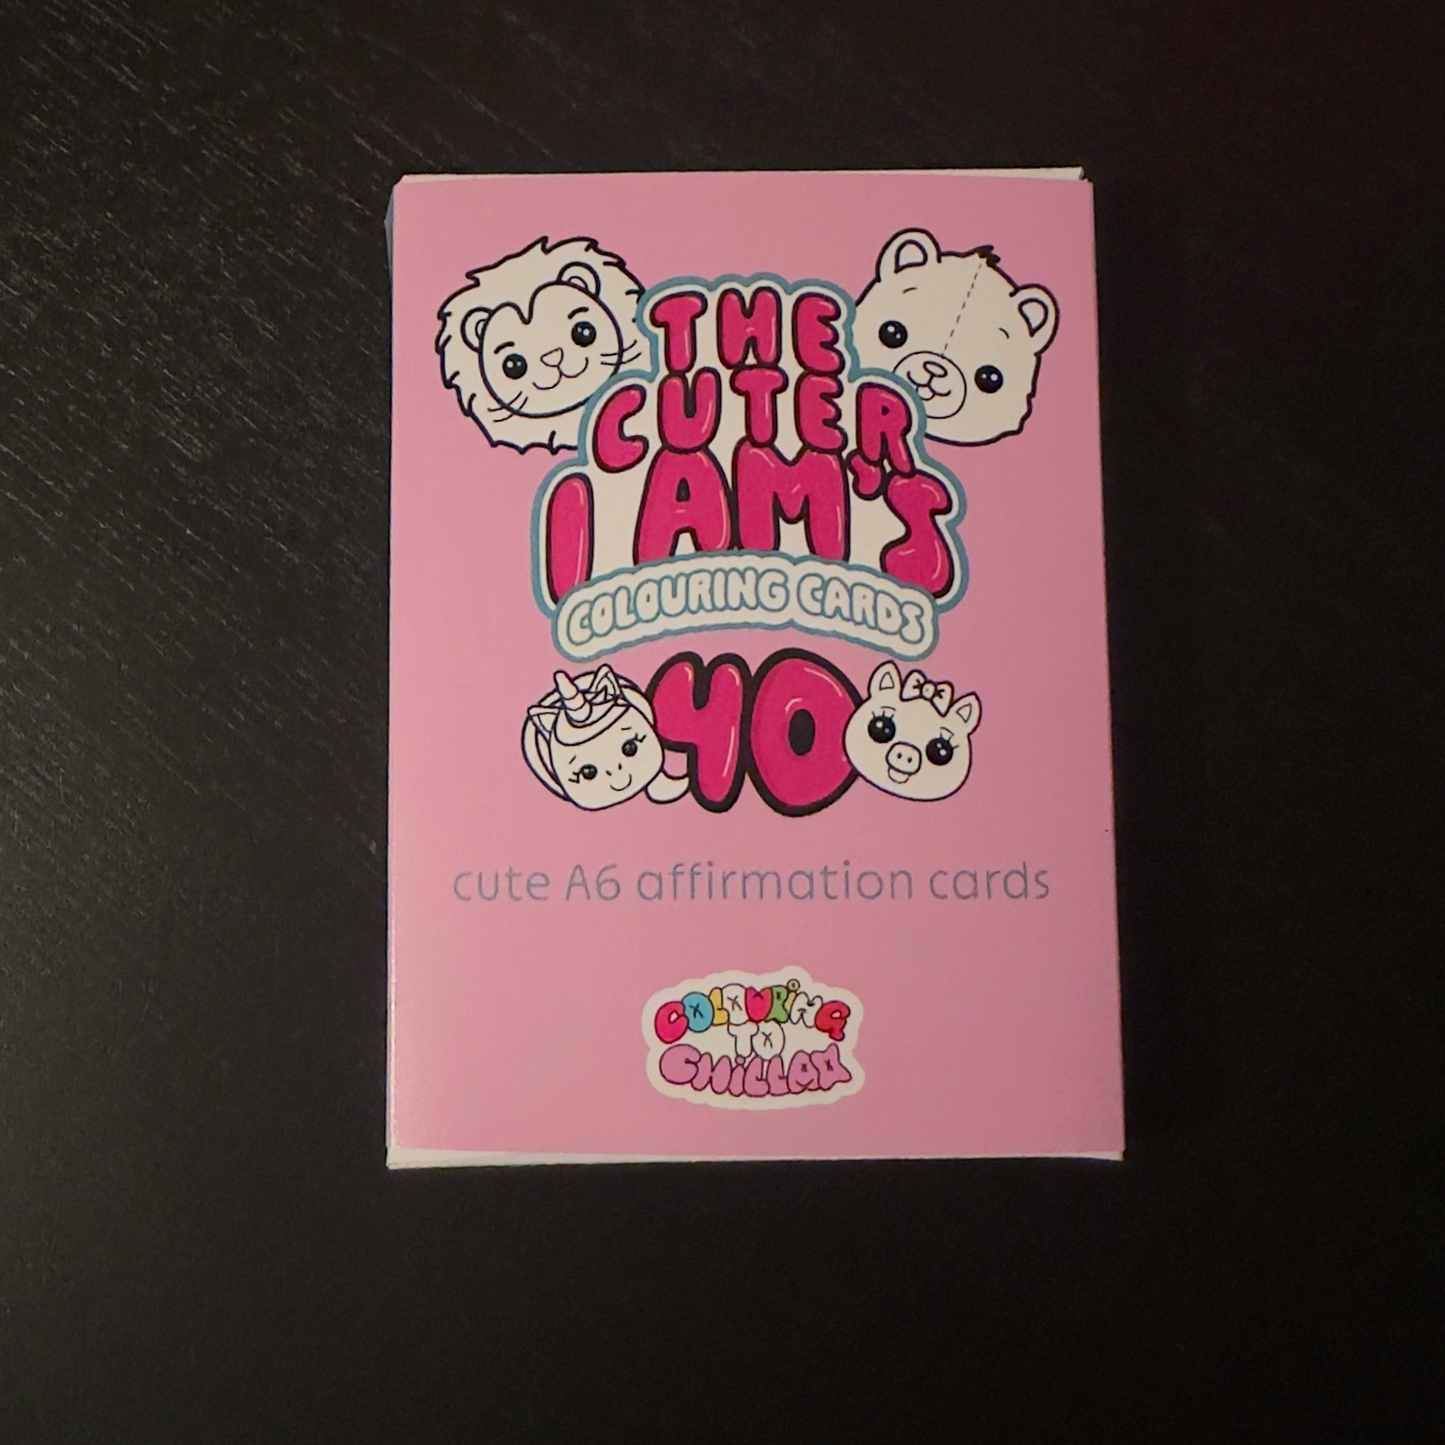 THE
CUTER
I AM'S
COLOURING CARDS
40
cute A6 affirmation cards
COLOURiNG
TO
CHiLLAX